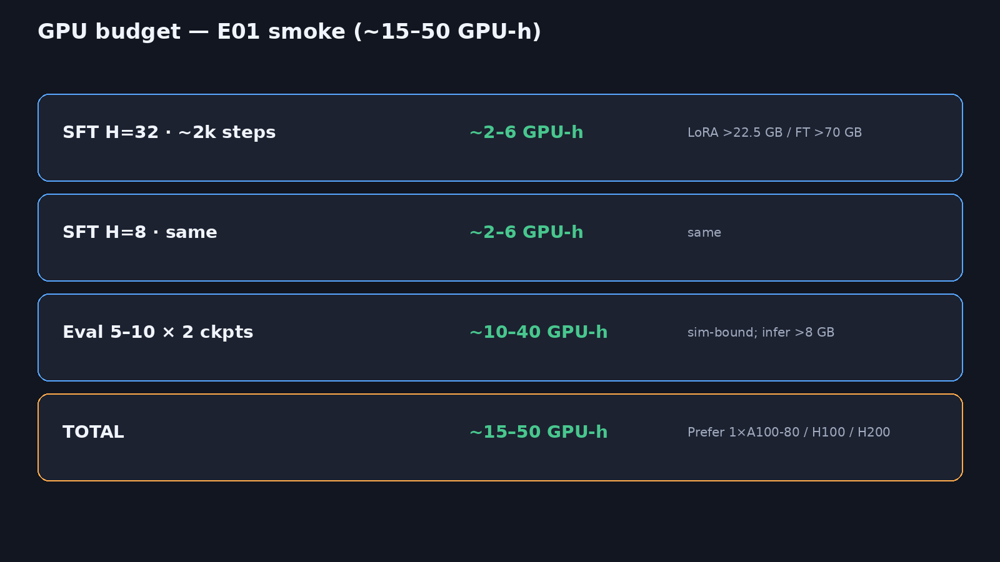 GPU budget — E01 smoke (~15–50 GPU-h)
SFT H=32 · ~2k steps ~2–6 GPU-h LoRA >22.5 GB / FT >70 GB
SFT H=8 · same ~2–6 GPU-h same
Eval 5–10 × 2 ckpts ~10–40 GPU-h sim-bound; infer >8 GB
TOTAL ~15–50 GPU-h Prefer 1×A100-80 / H100 / H200